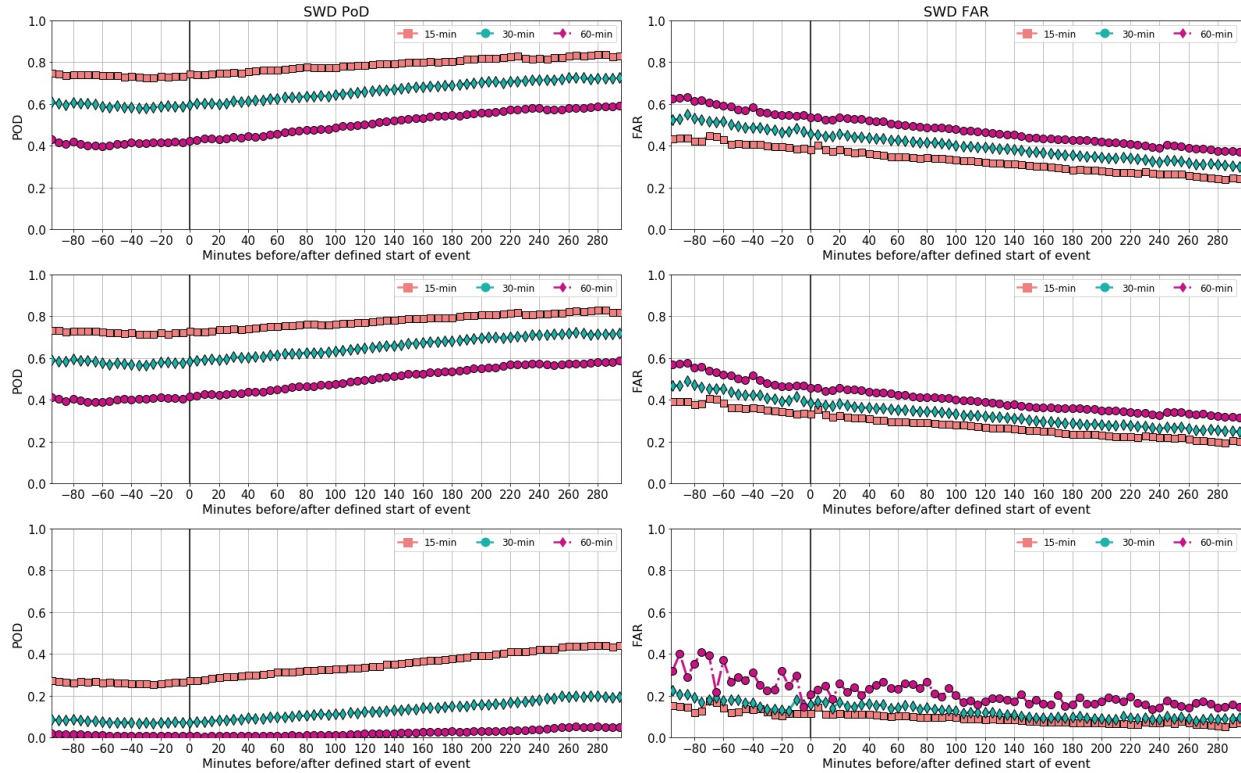 SWD PoD
SWD FAR
1.0
0.8
0.6
0.4
0.2
0.0
POD
15-min 30-min 60-min
−80 −60 −40 −20 0 20 40 60 80 100 120 140 160 180 200 220 240 260 280
Minutes before/after defined start of event
1.0
0.8
0.6
0.4
0.2
0.0
FAR
15-min 30-min 60-min
−80 −60 −40 −20 0 20 40 60 80 100 120 140 160 180 200 220 240 260 280
Minutes before/after defined start of event
1.0
0.8
0.6
0.4
0.2
0.0
POD
15-min 30-min 60-min
−80 −60 −40 −20 0 20 40 60 80 100 120 140 160 180 200 220 240 260 280
Minutes before/after defined start of event
1.0
0.8
0.6
0.4
0.2
0.0
FAR
15-min 30-min 60-min
−80 −60 −40 −20 0 20 40 60 80 100 120 140 160 180 200 220 240 260 280
Minutes before/after defined start of event
1.0
0.8
0.6
0.4
0.2
0.0
POD
15-min 30-min 60-min
−80 −60 −40 −20 0 20 40 60 80 100 120 140 160 180 200 220 240 260 280
Minutes before/after defined start of event
1.0
0.8
0.6
0.4
0.2
0.0
FAR
15-min 30-min 60-min
−80 −60 −40 −20 0 20 40 60 80 100 120 140 160 180 200 220 240 260 280
Minutes before/after defined start of event